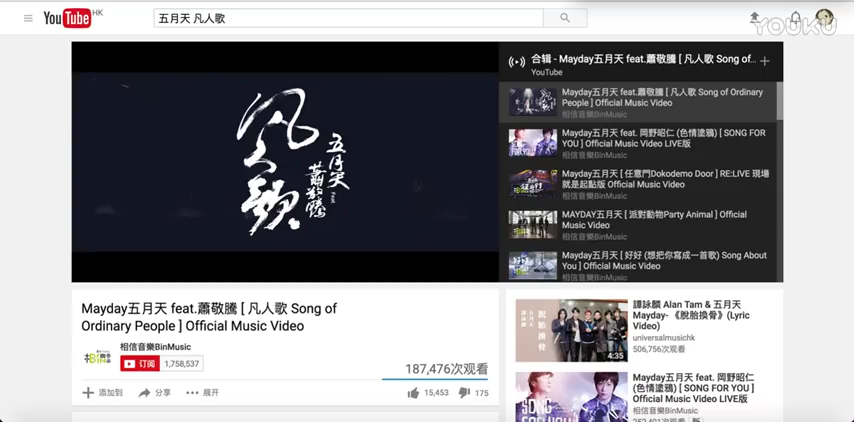 YouTube HK
五月天 凡人歌
YOUKU
凡人歌
五月天
蕭敬騰
feat.
合辑 - Mayday五月天 feat.蕭敬騰 [ 凡人歌 Song of...
YouTube
Mayday五月天 feat.蕭敬騰 [ 凡人歌 Song of Ordinary
People ] Official Music Video
相信音樂BinMusic
Mayday五月天 feat. 岡野昭仁 (色情塗鴉) [ SONG FOR
YOU ] Official Music Video LIVE版
相信音樂BinMusic
Mayday五月天 [ 任意門Dokodemo Door ] RE:LIVE 現場
就是起點版 Official Music Video
相信音樂BinMusic
MAYDAY五月天 [ 派對動物Party Animal ] Official
Music Video
相信音樂BinMusic
Mayday五月天 [ 好好 (想把你寫成一首歌) Song About
You ] Official Music Video
相信音樂BinMusic
Mayday五月天 feat.蕭敬騰 [ 凡人歌 Song of
Ordinary People ] Official Music Video
相信音樂BinMusic
订阅 1,758,537
187,476次观看
添加到 分享 展开
15,453 175
譚詠麟 Alan Tam & 五月天
Mayday- 《脫胎換骨》(Lyric
Video)
universalmusichk
506,756次观看
脫胎換骨
4:35
Mayday五月天 feat. 岡野昭仁
(色情塗鴉) [ SONG FOR
YOU ] Official Music Video
LIVE版
相信音樂BinMusic